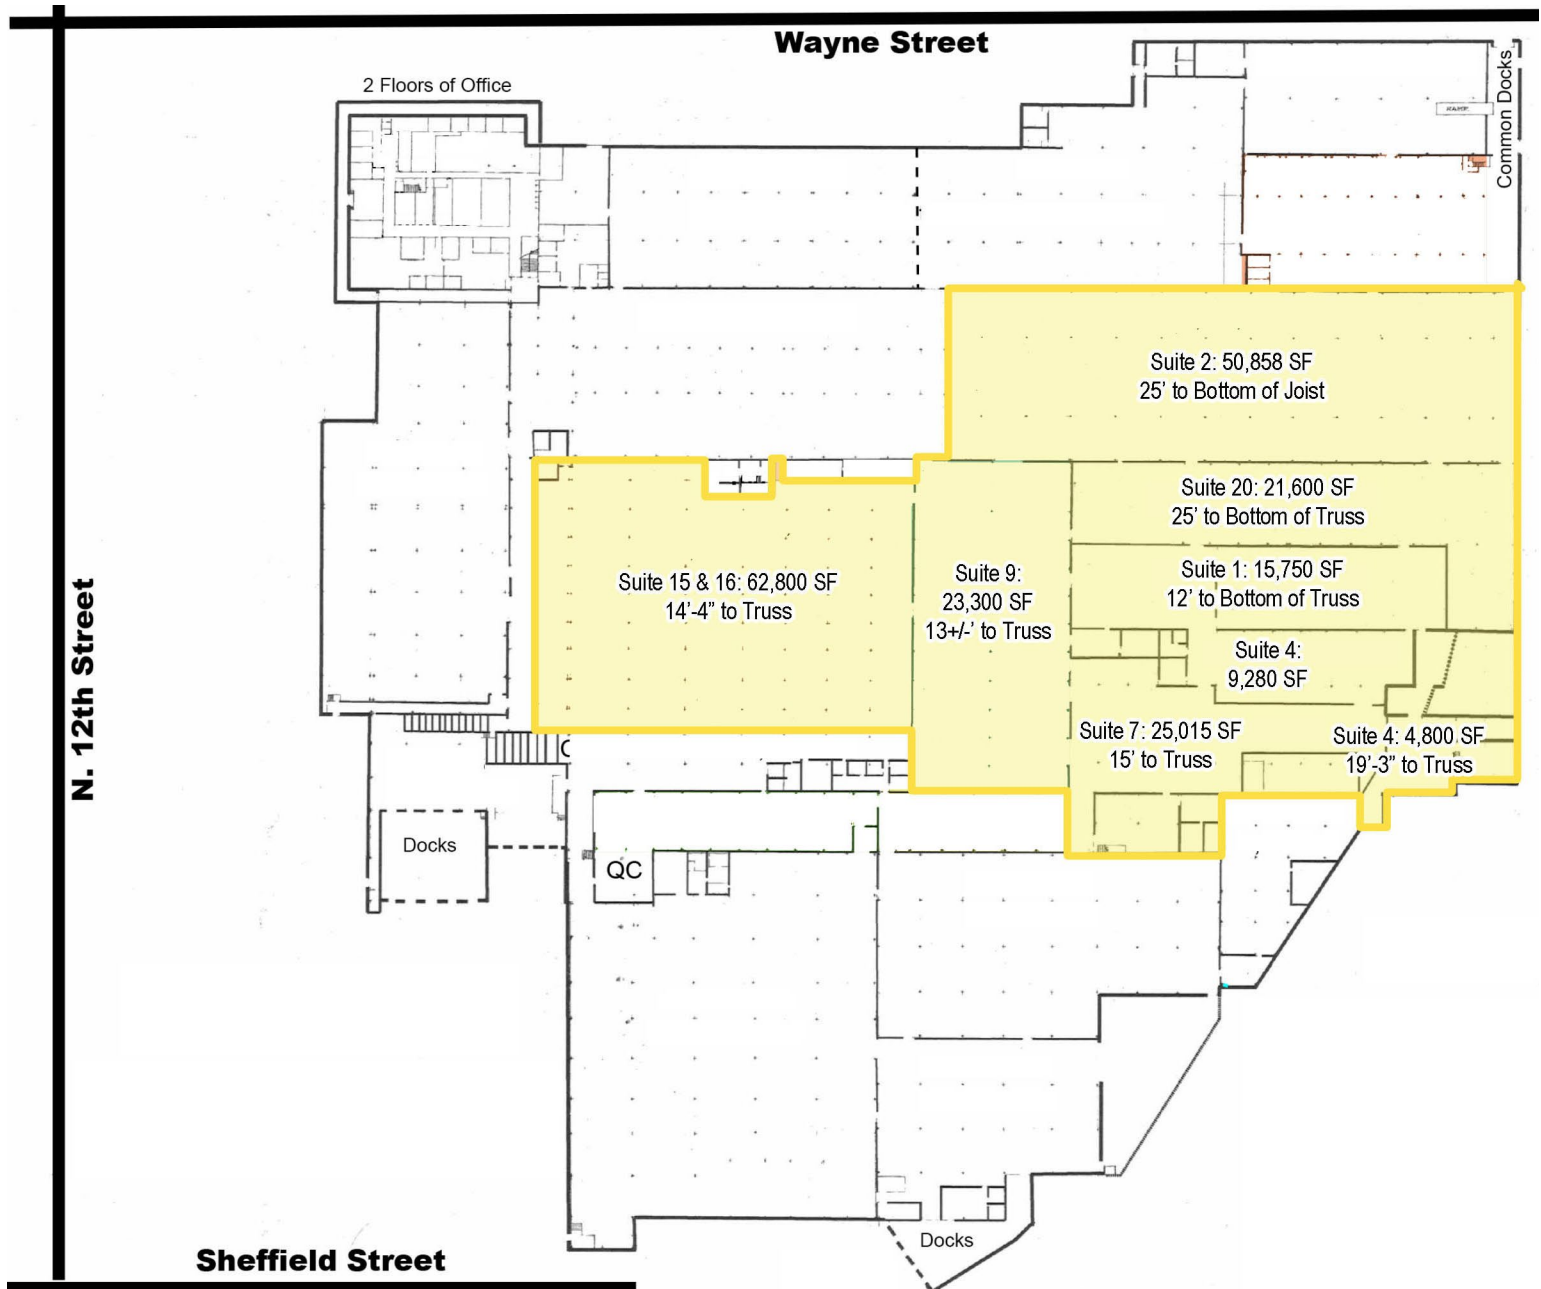 Wayne Street
2 Floors of Office
Common Docks
Suite 2: 50,858 SF
25' to Bottom of Joist
Suite 20: 21,600 SF
25' to Bottom of Truss
Suite 15 & 16: 62,800 SF
14'-4" to Truss
Suite 9:
23,300 SF
13+/-' to Truss
Suite 1: 15,750 SF
12' to Bottom of Truss
Suite 4:
9,280 SF
Suite 7: 25,015 SF
15' to Truss
Suite 4: 4,800 SF
19'-3" to Truss
N. 12th Street
Docks
QC
Docks
Sheffield Street